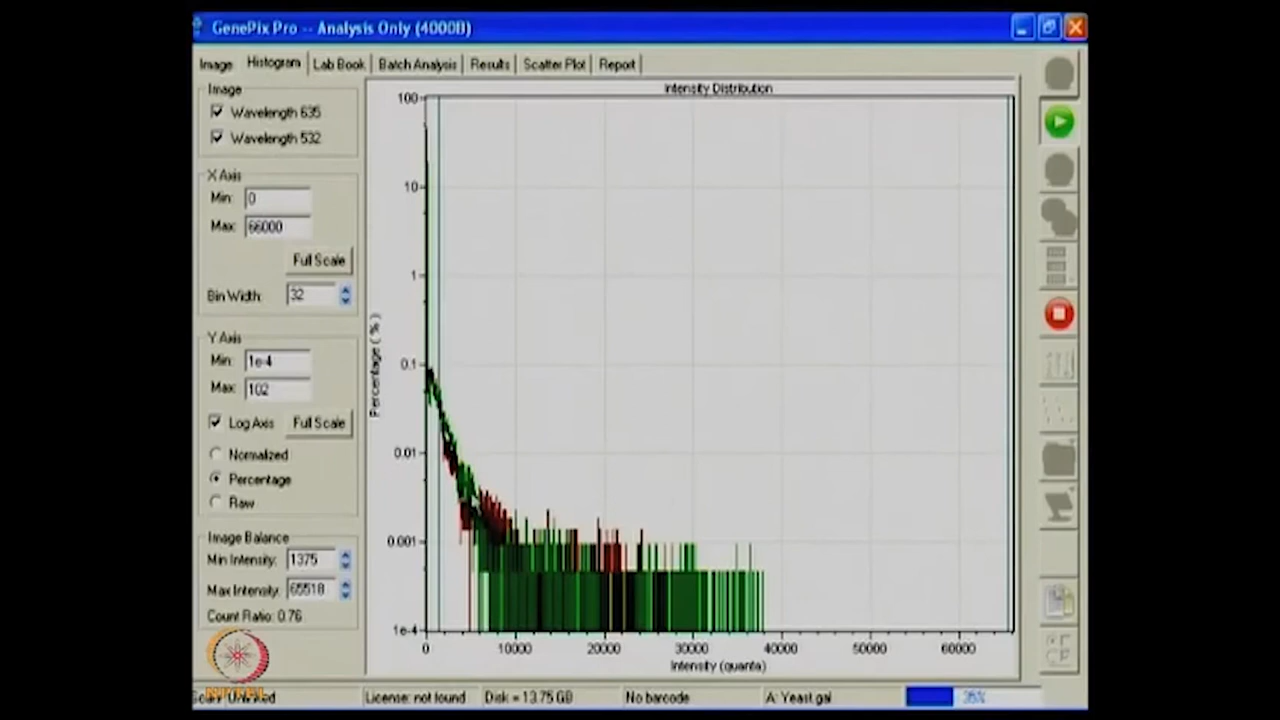 GenePix Pro -- Analysis Only (4000B)
Image Histogram Lab Book Batch Analysis Results Scatter Plot Report
Image
Wavelength 635
Wavelength 532
X Axis
Min: 0
Max: 66000
Full Scale
Bin Width: 32
Y Axis
Min: 1e-4
Max: 102
Log Axis Full Scale
Normalized
Percentage
Raw
Image Balance
Min Intensity: 1375
Max Intensity: 65518
Count Ratio: 0.76
Intensity Distribution
100
10
1
0.1
0.01
0.001
1e-4
Percentage ( % )
0 10000 20000 30000 40000 50000 60000
Intensity (quanta)
NPTEL
License: not found Disk = 13.75 GB No barcode A: Yeast gal